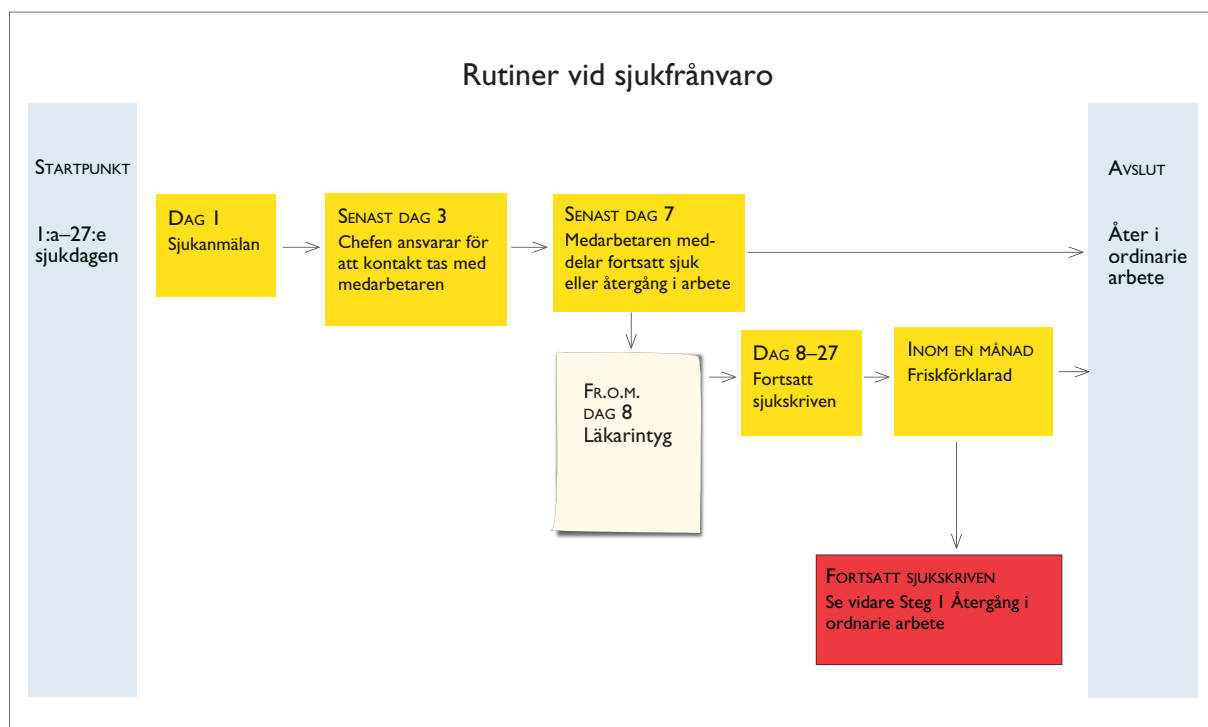 Rutiner vid sjukfrånvaro
STARTPUNKT
1:a–27:e
sjukdagen
DAG 1
Sjukanmälan
SENAST DAG 3
Chefen ansvarar för
att kontakt tas med
medarbetaren
SENAST DAG 7
Medarbetaren med-
delar fortsatt sjuk
eller återgång i arbete
FR.O.M.
DAG 8
Läkarintyg
DAG 8–27
Fortsatt
sjukskriven
INOM EN MÅNAD
Friskförklarad
FORTSATT SJUKSKRIVEN
Se vidare Steg 1 Återgång i
ordnarie arbete
AVSLUT
Åter i
ordinarie
arbete